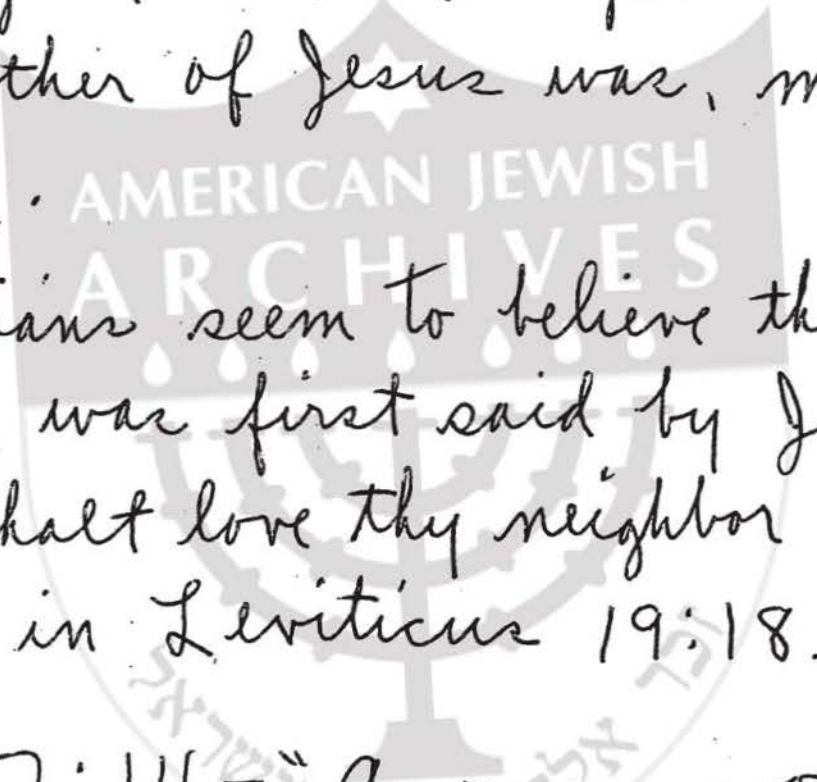 ther of Jesus was, m
AMERICAN JEWISH
ARCHIVES
ians seem to believe th
was first said by J
halt love thy neighbor
in Leviticus 19:18.